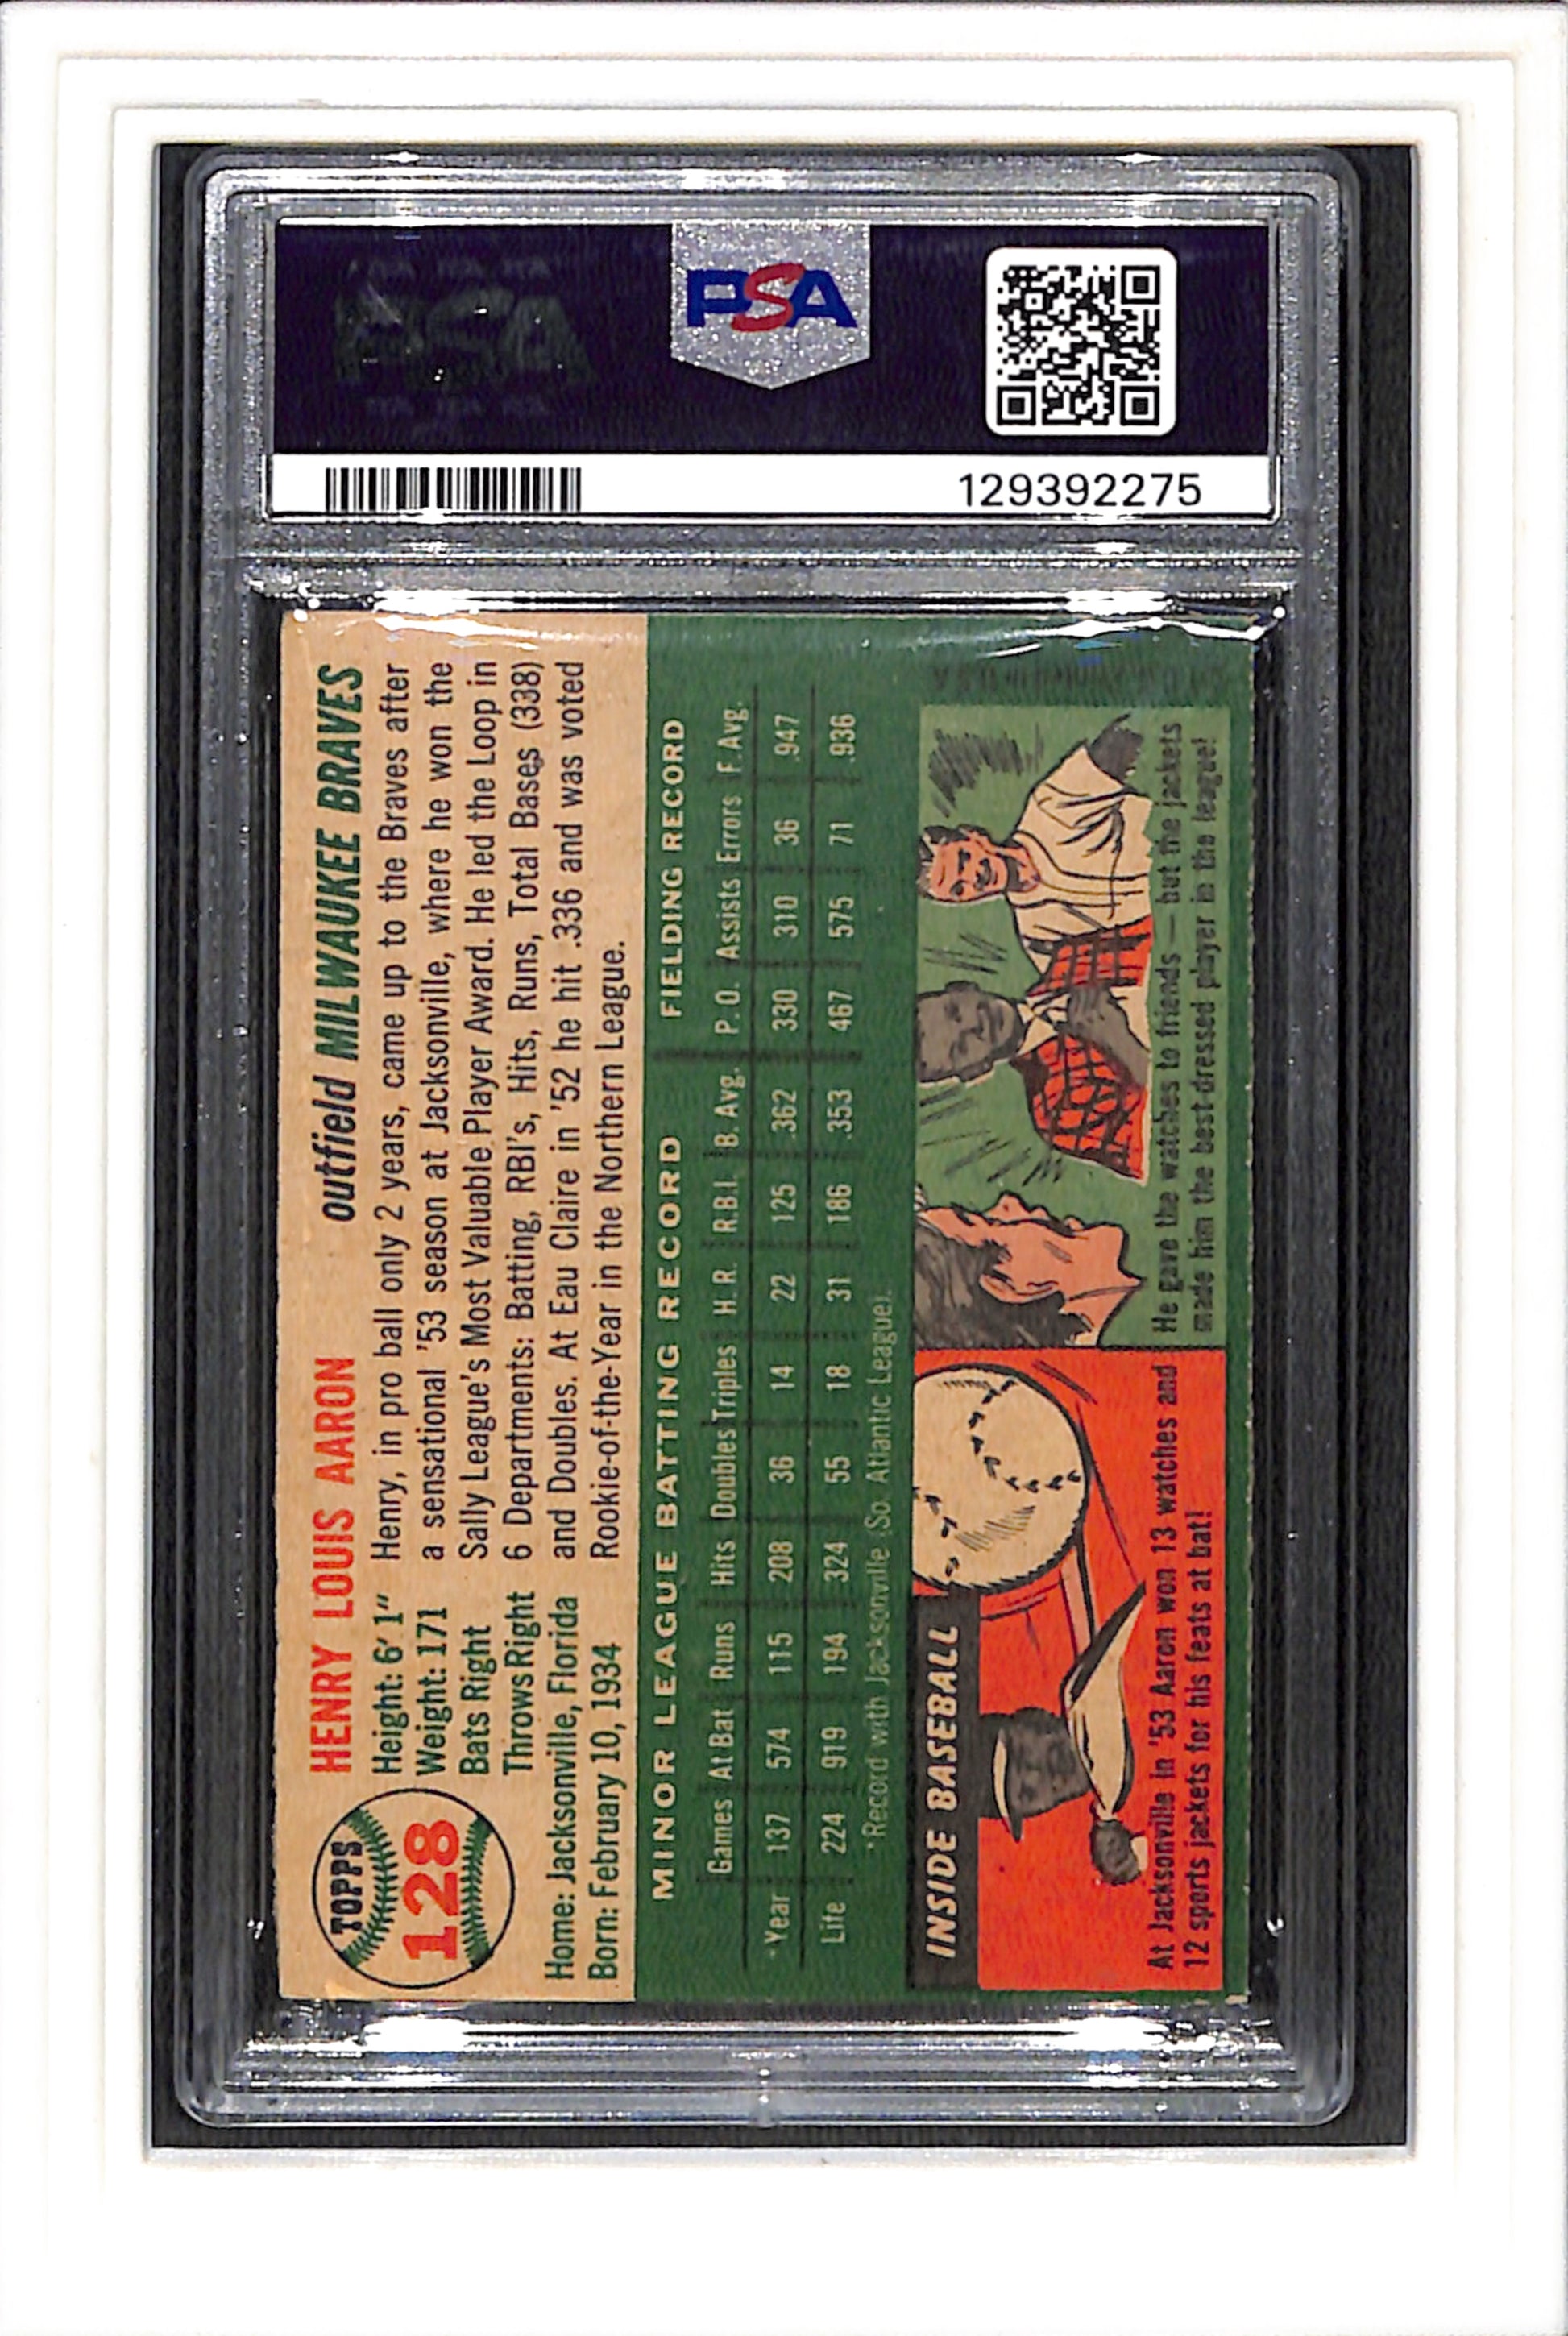 PSA
129392275
TOPPS
128
HENRY LOUIS AARON
outfield MILWAUKEE BRAVES
Height: 6' 1"
Weight: 171
Bats Right
Throws Right
Home: Jacksonville, Florida
Born: February 10, 1934
Henry, in pro ball only 2 years, came up to the Braves after
a sensational '53 season at Jacksonville, where he won the
Sally League's Most Valuable Player Award. He led the Loop in
6 Departments: Batting, RBI's, Hits, Runs, Total Bases (338)
and Doubles. At Eau Claire in '52 he hit .336 and was voted
Rookie-of-the-Year in the Northern League.
MINOR LEAGUE BATTING RECORD FIELDING RECORD
Games At Bat Runs Hits Doubles Triples H.R. R.B.I. B. Avg. P.O. Assists Errors F. Avg.
*Year 137 574 115 208 36 14 22 125 .362 330 310 36 .947
Life 224 919 194 324 55 18 31 186 .353 467 575 71 .936
*Record with Jacksonville (So. Atlantic League).
INSIDE BASEBALL
At Jacksonville in '53 Aaron won 13 watches and
12 sports jackets for his feats at bat!
He gave the watches to friends — but the jackets
made him the best-dressed player in the league!